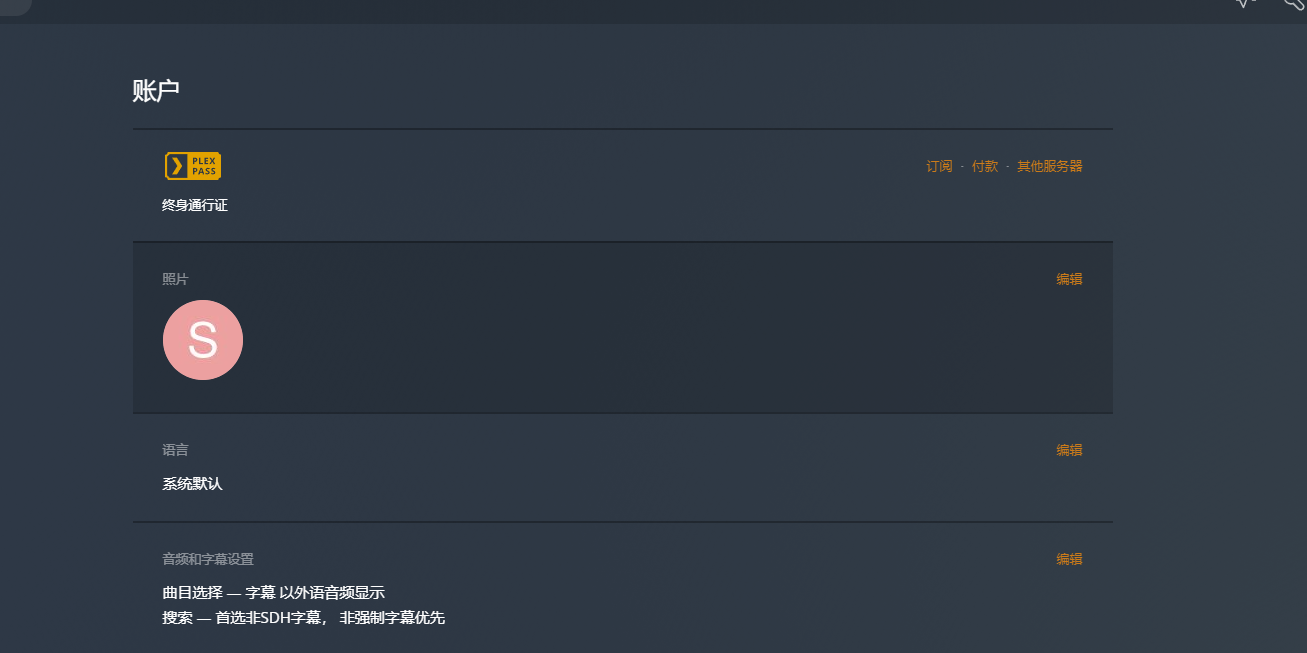 账户
PLEX
PASS
订阅 - 付款 - 其他服务器
终身通行证
照片
编辑
S
语言
编辑
系统默认
音频和字幕设置
编辑
曲目选择 — 字幕 以外语音频显示
搜索 — 首选非SDH字幕， 非强制字幕优先